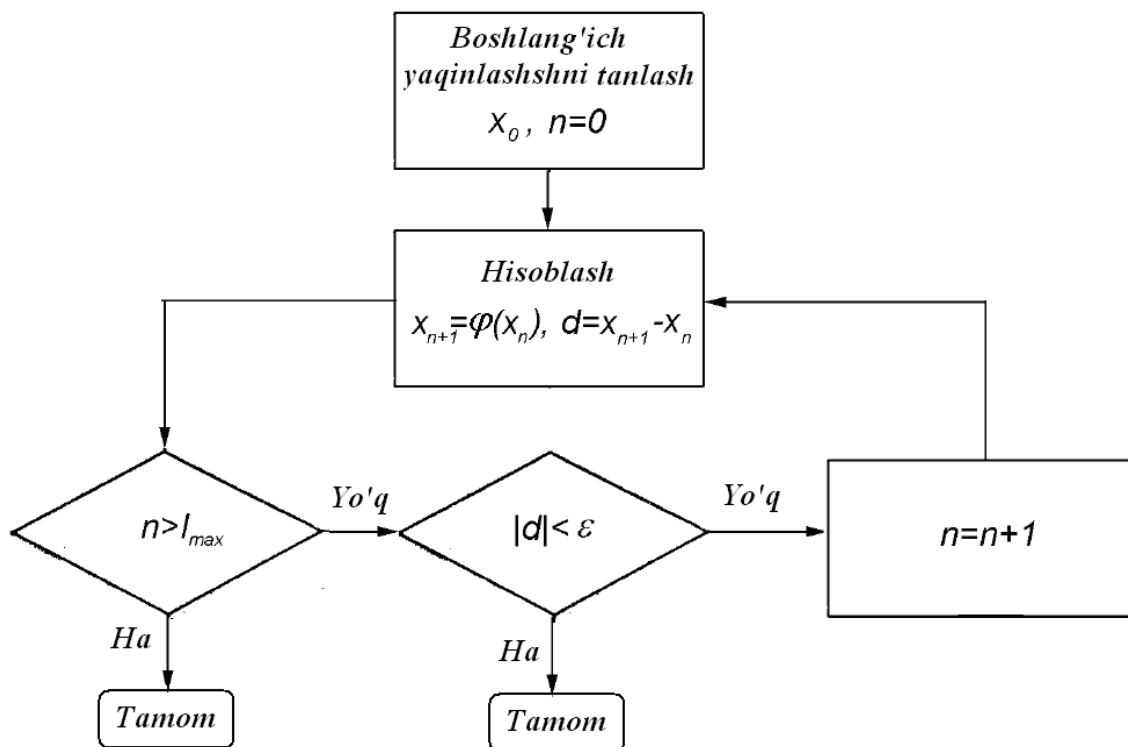 Boshlang'ich
yaqinlashshni tanlash
x₀, n=0
Hisoblash
xₙ₊₁=φ(xₙ), d=xₙ₊₁-xₙ
n>I_max
Yo'q
|d|< ε
Yo'q
n=n+1
Ha
Ha
Tamom
Tamom